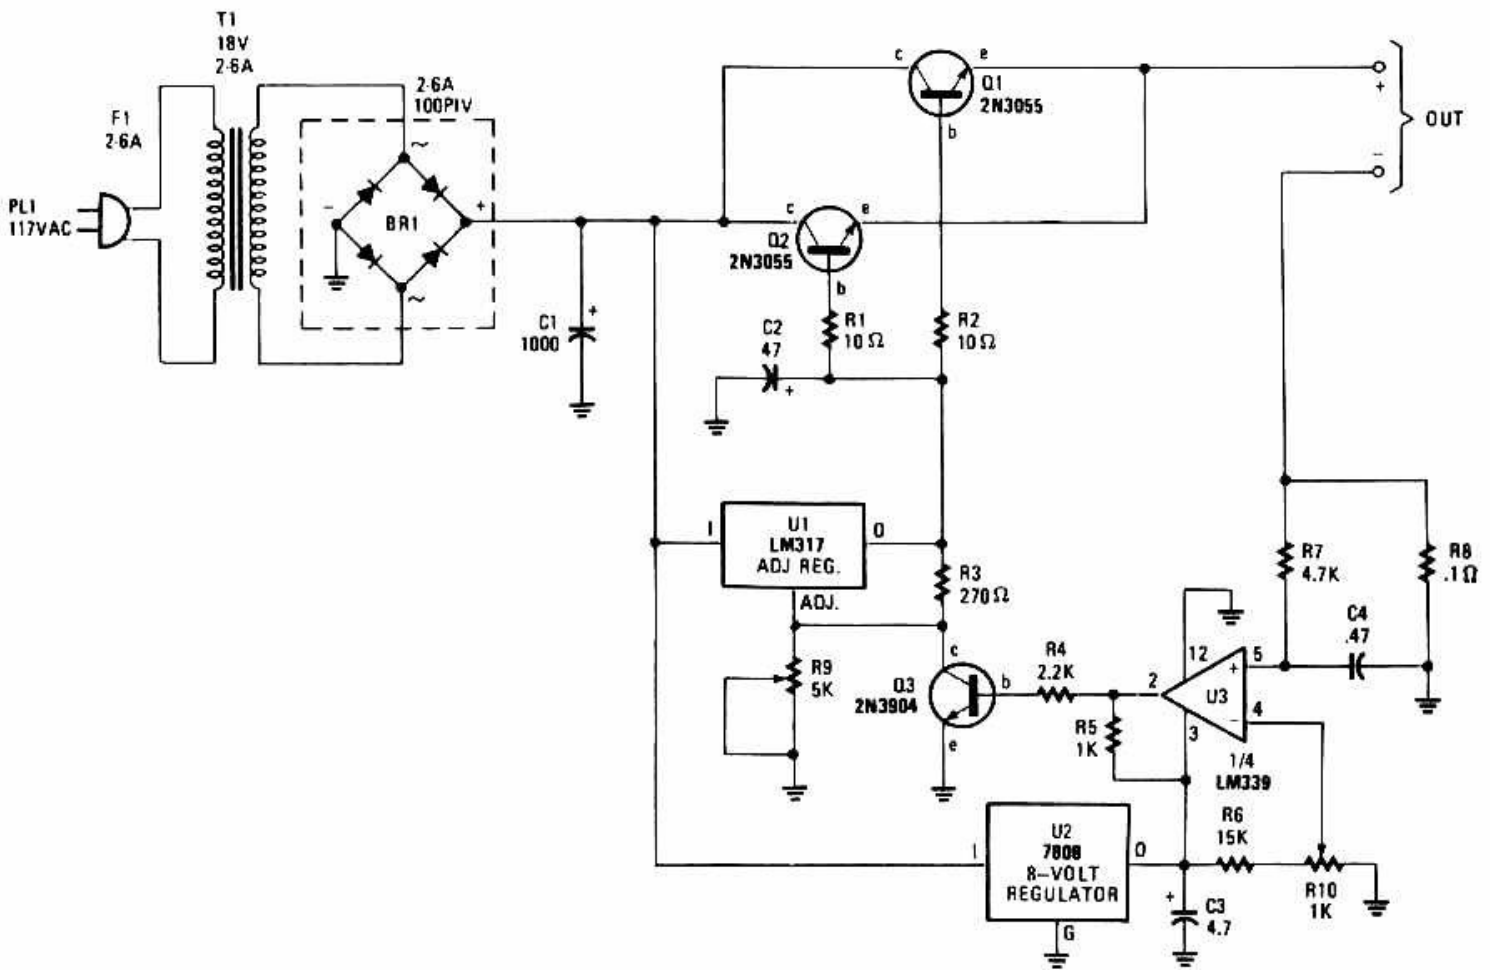 T1
18V
2-6A
F1
2-6A
PL1
117VAC
2-6A
100PIV
~
-
BR1
+
~
C1
1000
+
c
e
Q1
2N3055
b
c
e
Q2
2N3055
b
+
-
OUT
R1
10Ω
R2
10Ω
C2
47
+
I
U1
LM317
ADJ REG.
O
ADJ.
R3
270Ω
R9
5K
c
Q3
2N3904
b
e
R4
2.2K
R5
1K
2
12
3
+
5
U3
-
4
1/4
LM339
R7
4.7K
R8
.1Ω
C4
.47
I
U2
7808
8-VOLT
REGULATOR
O
G
R6
15K
R10
1K
+
C3
4.7